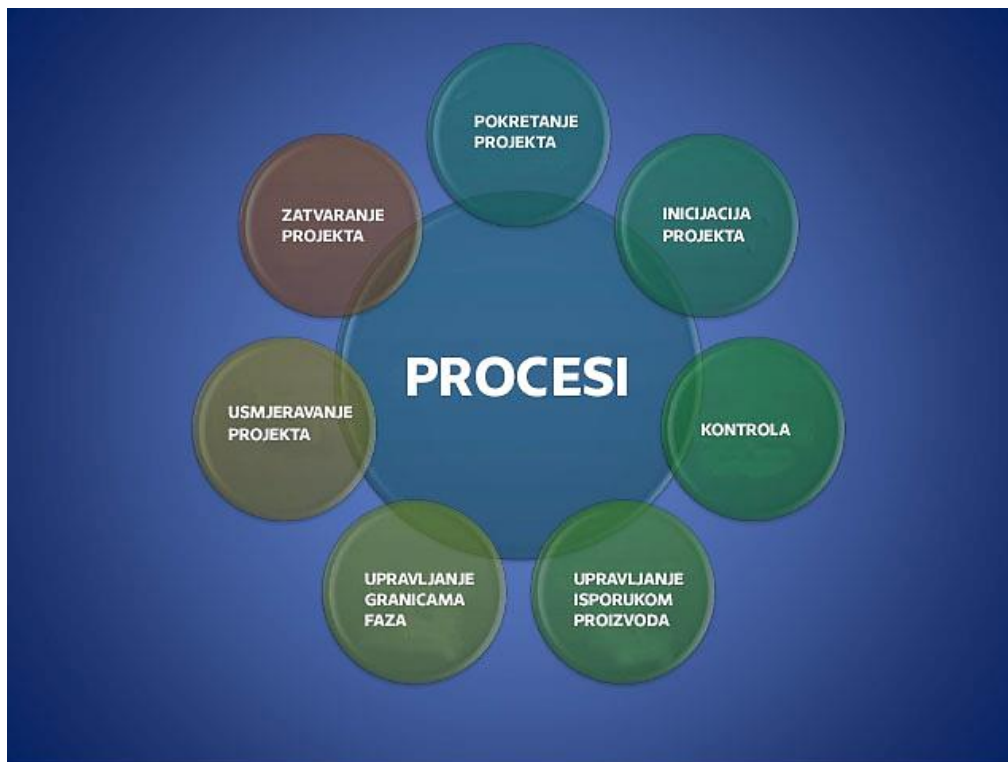 POKRETANJE
PROJEKTA
INICIJACIJA
PROJEKTA
KONTROLA
UPRAVLJANJE
ISPORUKOM
PROIZVODA
UPRAVLJANJE
GRANICAMA
FAZA
USMJERAVANJE
PROJEKTA
ZATVARANJE
PROJEKTA
PROCESI